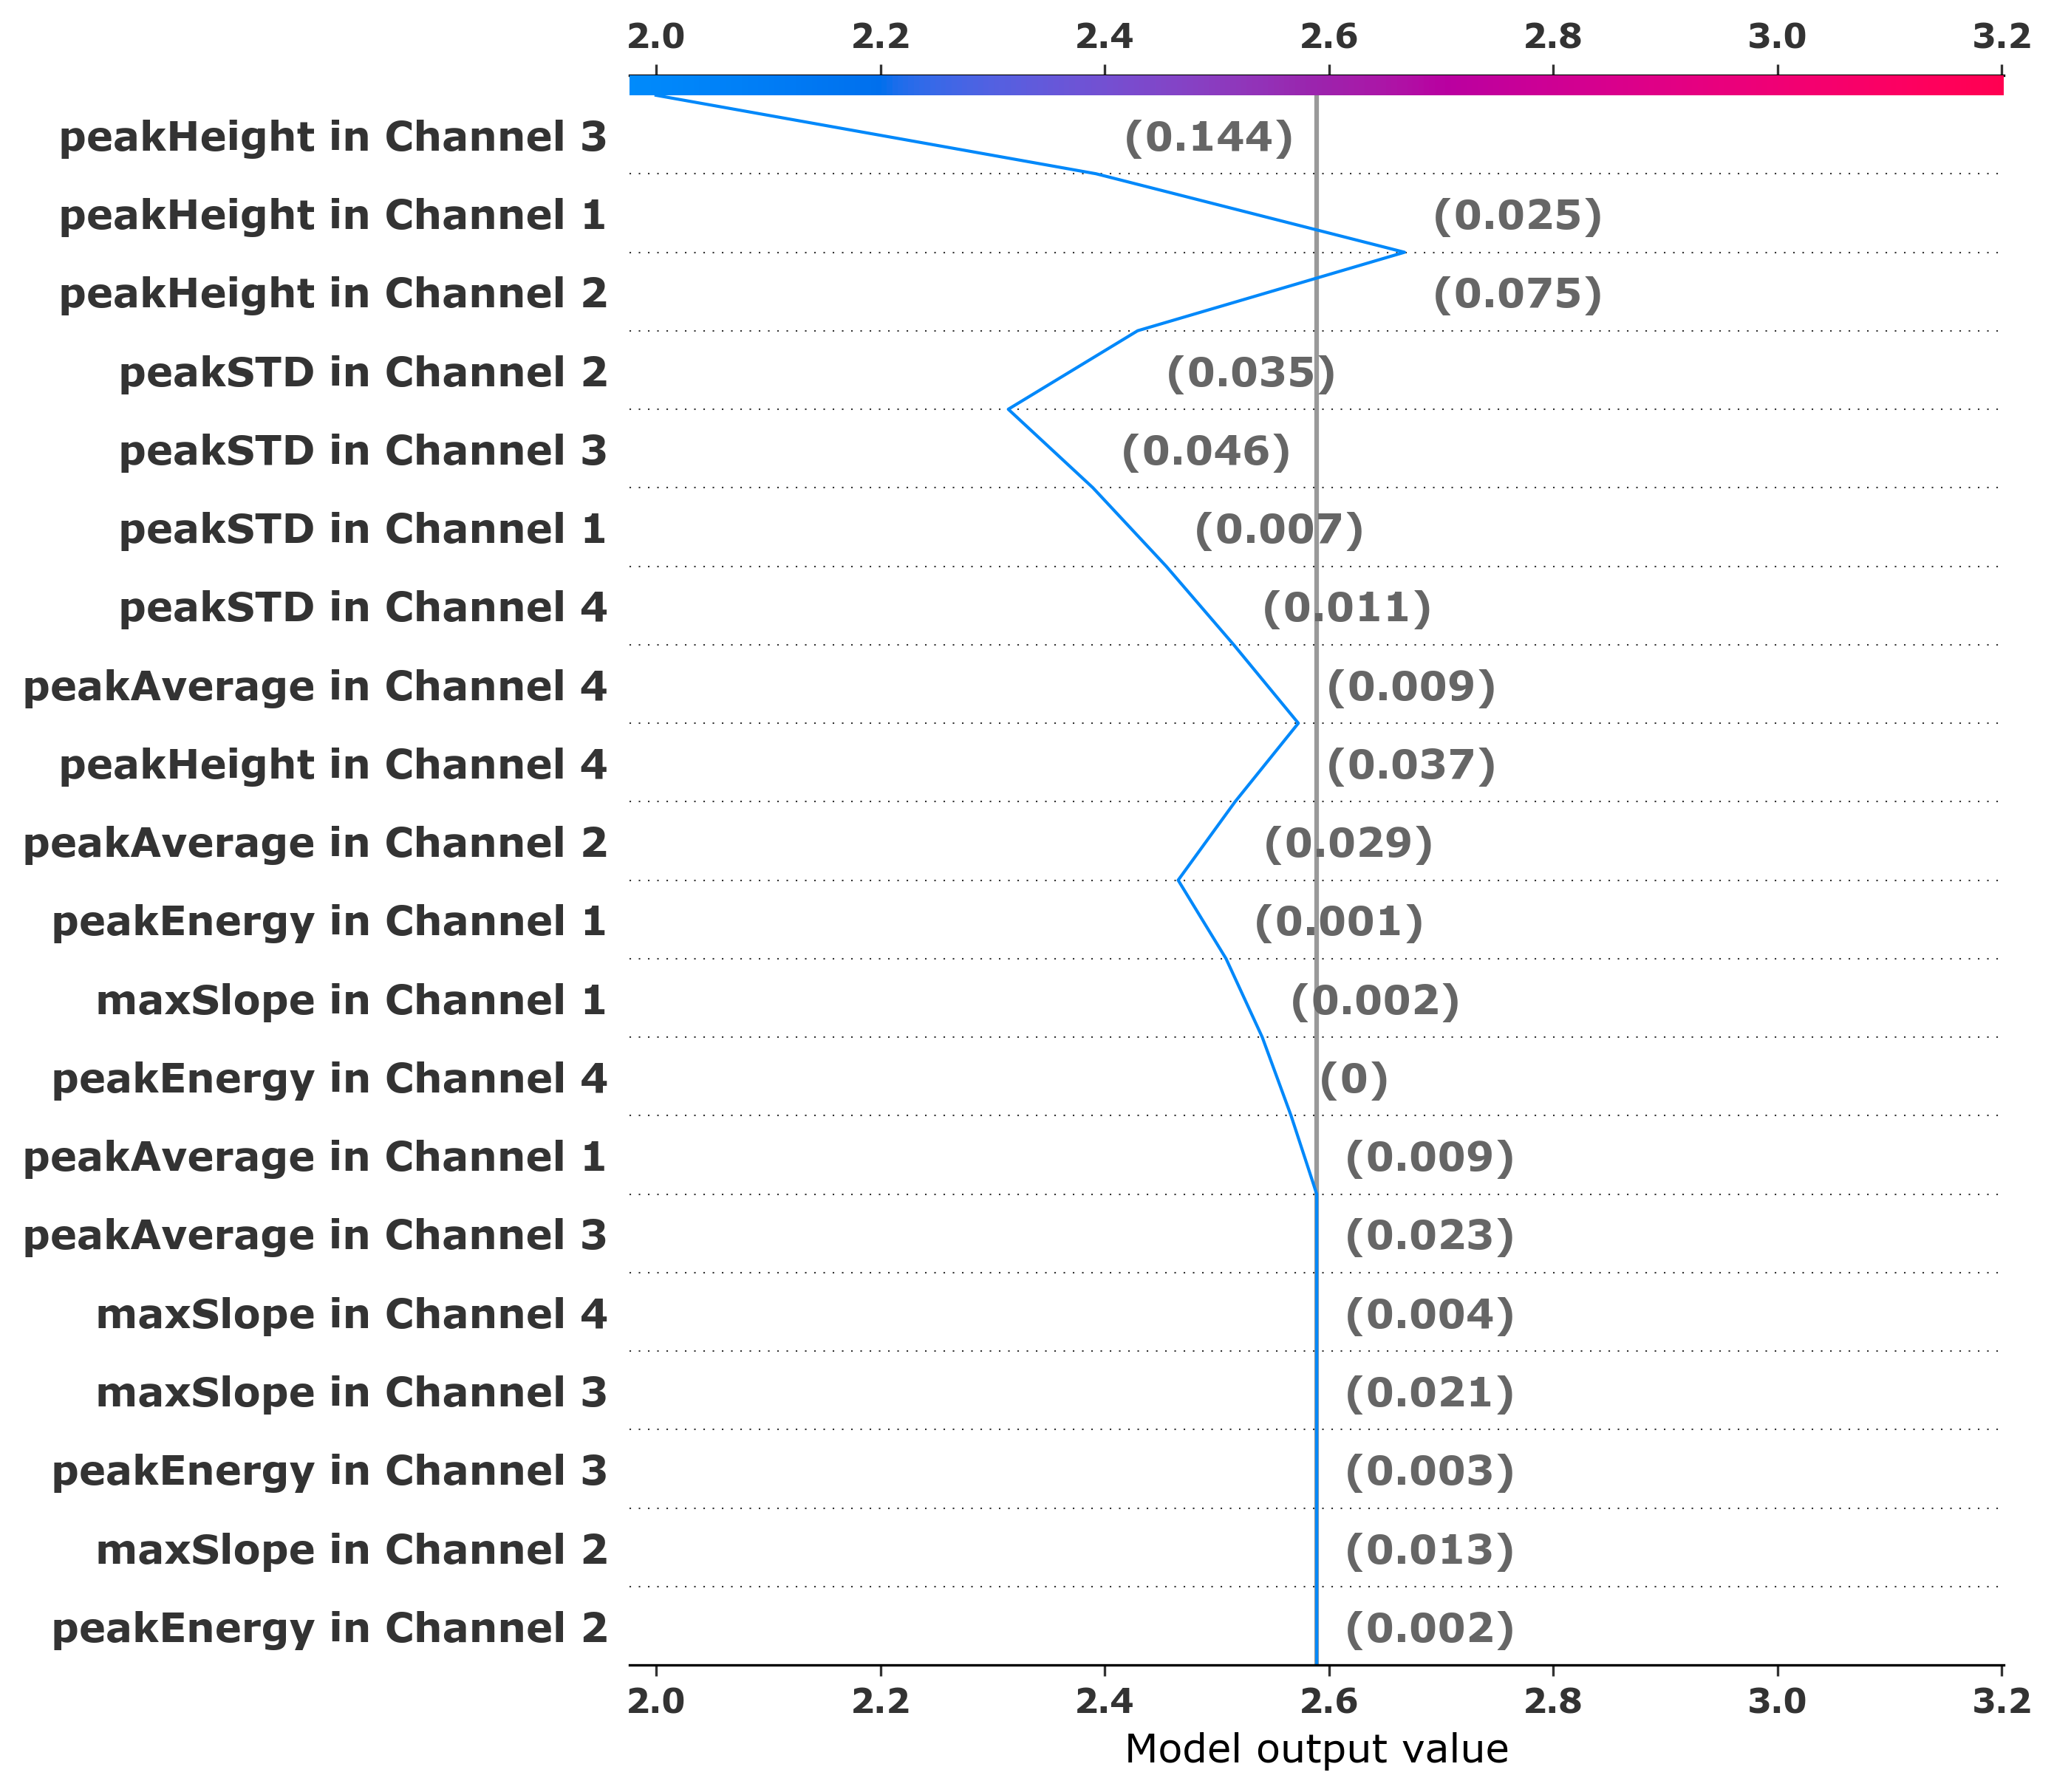 2.0 2.2 2.4 2.6 2.8 3.0 3.2
peakHeight in Channel 3 (0.144)
peakHeight in Channel 1 (0.025)
peakHeight in Channel 2 (0.075)
peakSTD in Channel 2 (0.035)
peakSTD in Channel 3 (0.046)
peakSTD in Channel 1 (0.007)
peakSTD in Channel 4 (0.011)
peakAverage in Channel 4 (0.009)
peakHeight in Channel 4 (0.037)
peakAverage in Channel 2 (0.029)
peakEnergy in Channel 1 (0.001)
maxSlope in Channel 1 (0.002)
peakEnergy in Channel 4 (0)
peakAverage in Channel 1 (0.009)
peakAverage in Channel 3 (0.023)
maxSlope in Channel 4 (0.004)
maxSlope in Channel 3 (0.021)
peakEnergy in Channel 3 (0.003)
maxSlope in Channel 2 (0.013)
peakEnergy in Channel 2 (0.002)
2.0 2.2 2.4 2.6 2.8 3.0 3.2
Model output value